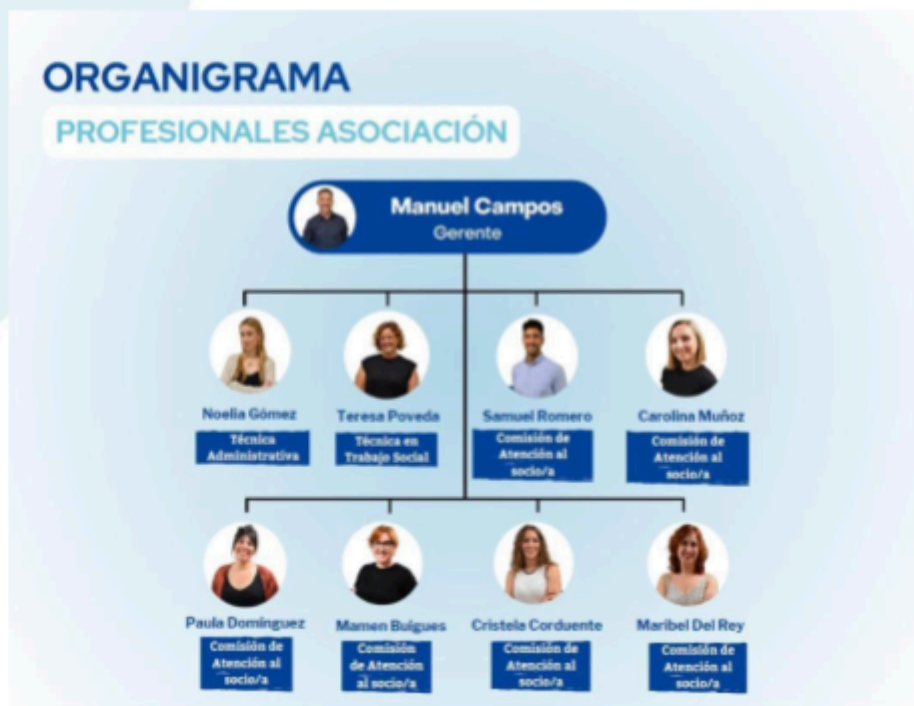 ORGANIGRAMA
PROFESIONALES ASOCIACIÓN
Manuel Campos
Gerente
Noelia Gómez
Técnica
Administrativa
Teresa Poveda
Técnica en
Trabajo Social
Samuel Romero
Comisión de
Atención al
socio/a
Carolina Muñoz
Comisión de
Atención al
socio/a
Paula Domínguez
Comisión de
Atención al
socio/a
Mamen Buigues
Comisión
de Atención
al socio/a
Cristela Corduente
Comisión de
Atención al
socio/a
Maribel Del Rey
Comisión de
Atención al
socio/a